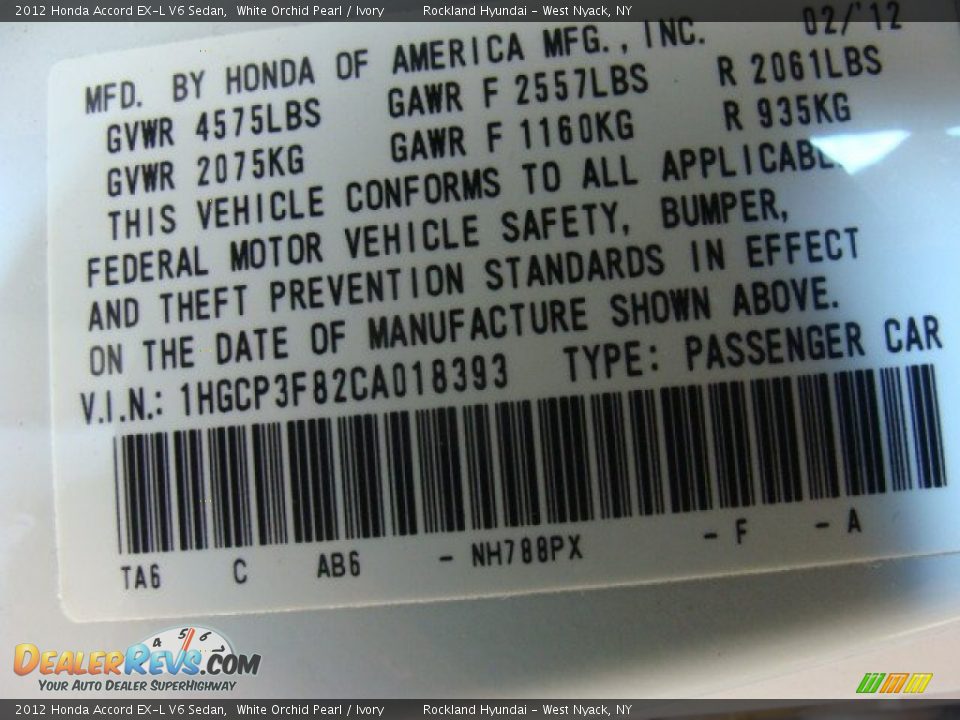 2012 Honda Accord EX-L V6 Sedan, White Orchid Pearl / Ivory Rockland Hyundai - West Nyack, NY
MFD. BY HONDA OF AMERICA MFG., INC. 02/'12
GVWR 4575LBS GAWR F 2557LBS R 2061LBS
GVWR 2075KG GAWR F 1160KG R 935KG
THIS VEHICLE CONFORMS TO ALL APPLICABLE
FEDERAL MOTOR VEHICLE SAFETY, BUMPER,
AND THEFT PREVENTION STANDARDS IN EFFECT
ON THE DATE OF MANUFACTURE SHOWN ABOVE.
V.I.N.: 1HGCP3F82CA018393 TYPE: PASSENGER CAR
TA6 C AB6 - NH788PX - F - A
4 5 6
DealerRevs.com
Your Auto Dealer SuperHighway
2012 Honda Accord EX-L V6 Sedan, White Orchid Pearl / Ivory Rockland Hyundai - West Nyack, NY